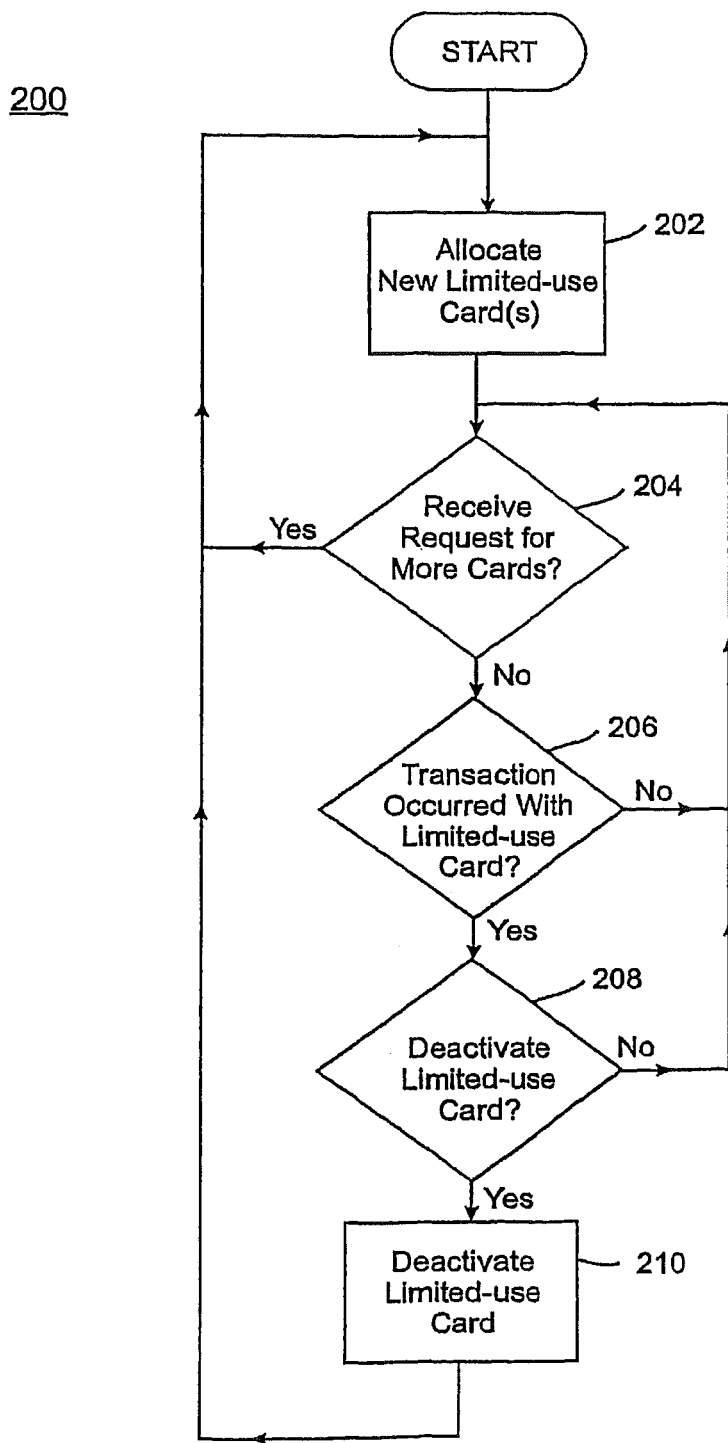 START
200
202
Allocate
New Limited-use
Card(s)
204
Receive
Request for
More Cards?
Yes
No
206
Transaction
Occurred With
Limited-use
Card?
No
Yes
208
Deactivate
Limited-use
Card?
No
Yes
210
Deactivate
Limited-use
Card